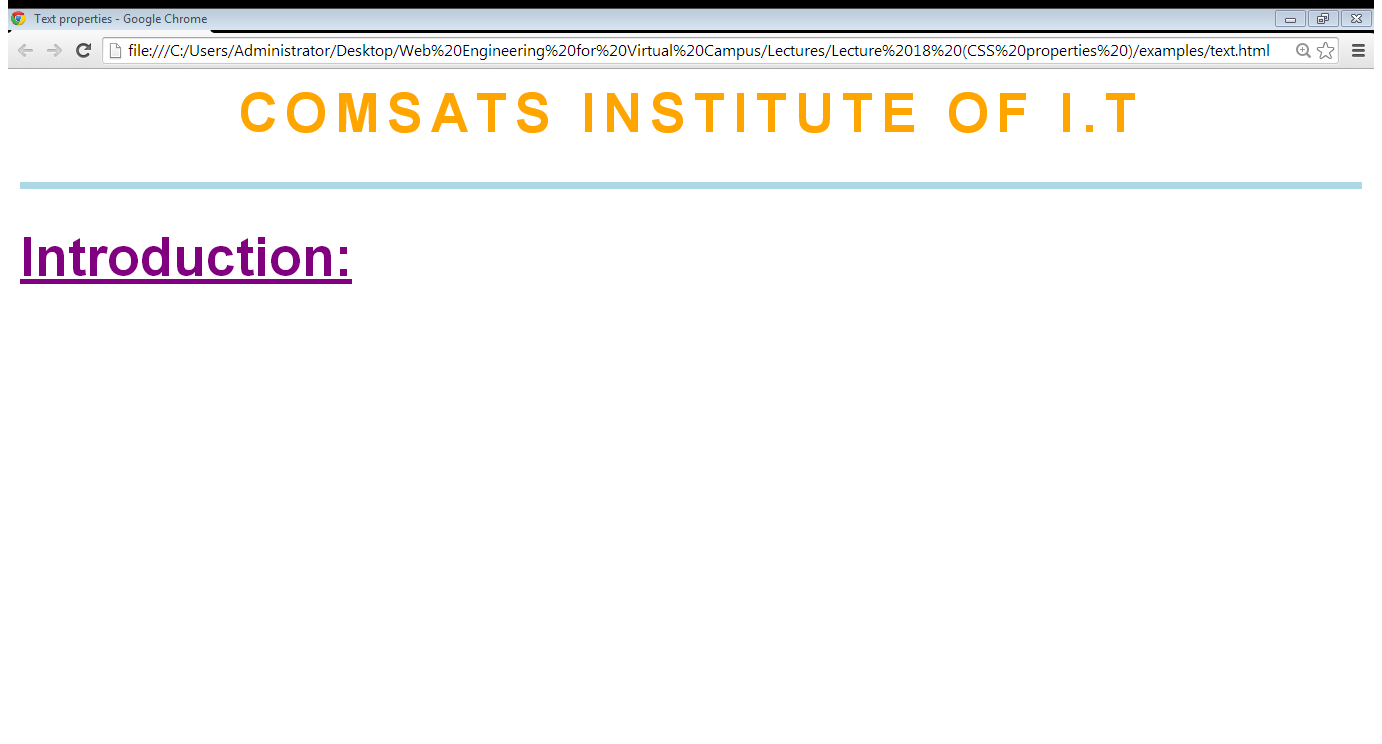 Text properties - Google Chrome
file:///C:/Users/Administrator/Desktop/Web%20Engineering%20for%20Virtual%20Campus/Lectures/Lecture%2018%20(CSS%20properties%20)/examples/text.html
COMSATS INSTITUTE OF I.T
Introduction: